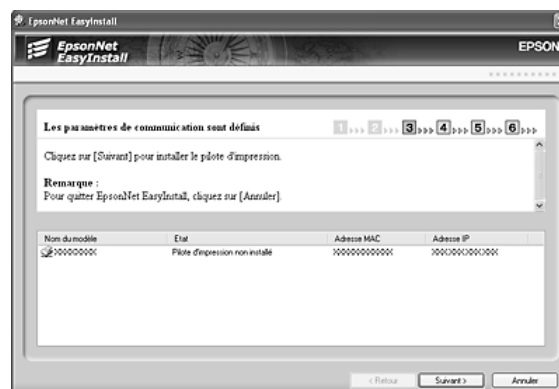 EpsonNet EasyInstall
EpsonNet
EasyInstall
EPSON
Les paramètres de communication sont définis
1 2 3 4 5 6
Cliquez sur [Suivant] pour installer le pilote d'impression.
Remarque :
Pour quitter EpsonNet EasyInstall, cliquez sur [Annuler].
Nom du modèle Etat Adresse MAC Adresse IP
XXXXXXXX Pilote d'impression non installé XXXXXXXXXXXX XXX.XXX.XXX.XXX
< Retour Suivant > Annuler